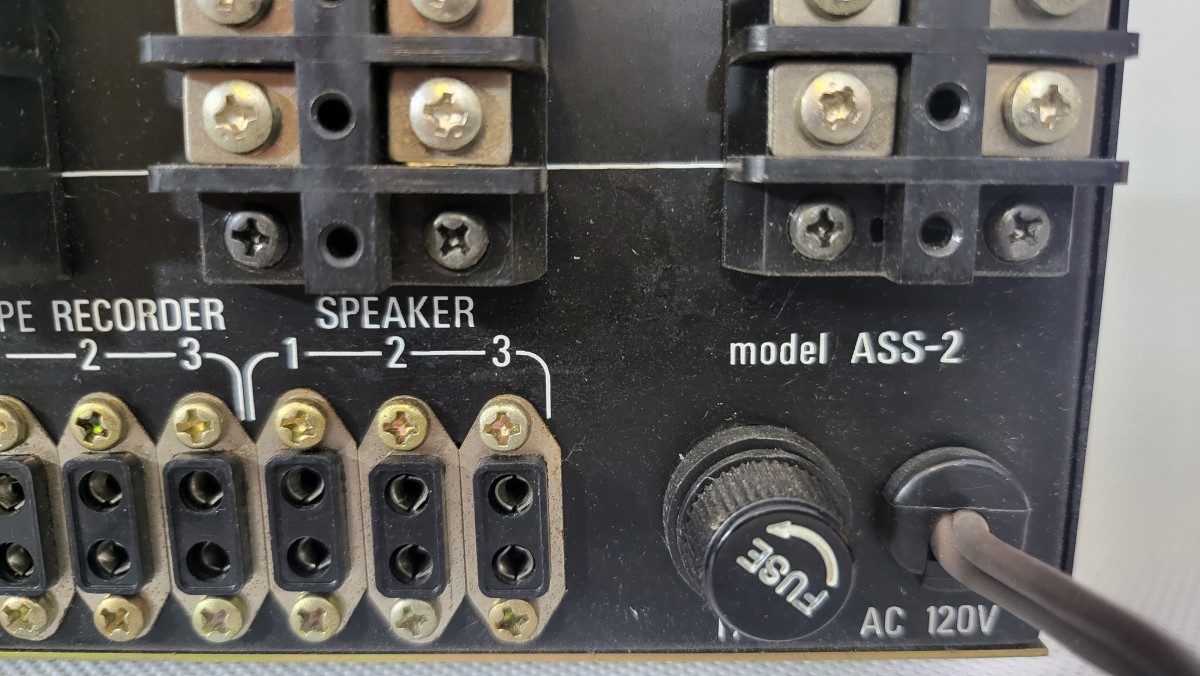 PE RECORDER SPEAKER
2 3 1 2 3
model ASS-2
FUSE
AC 120V